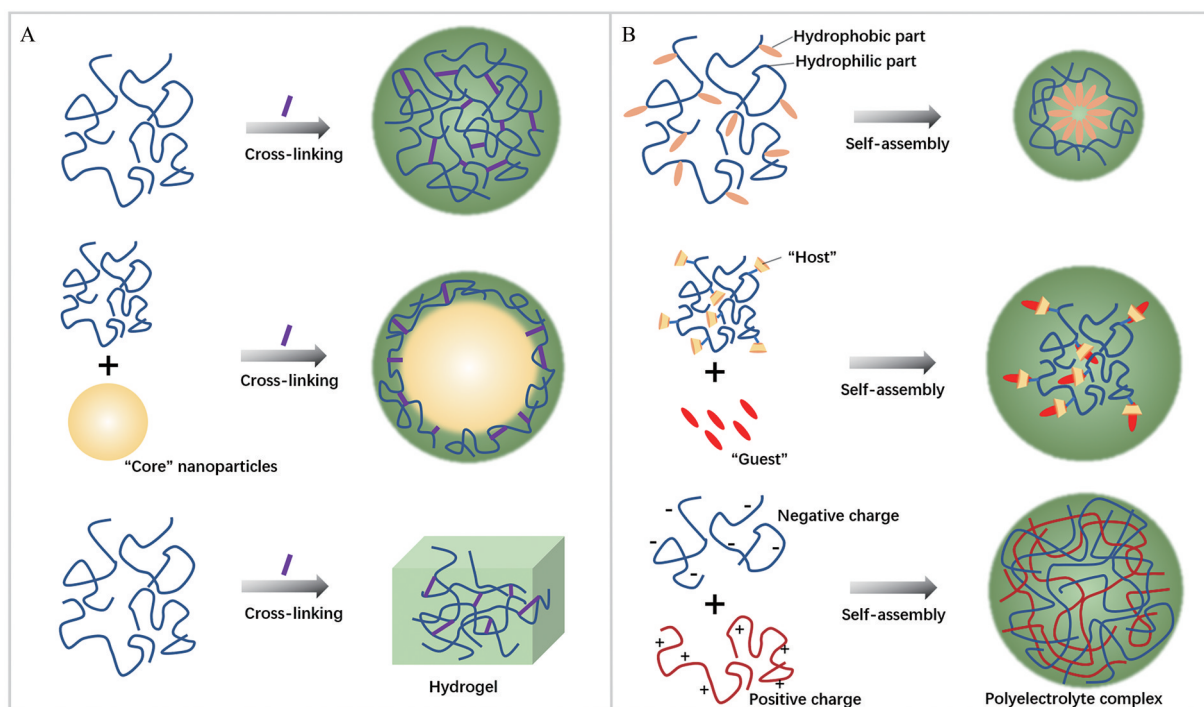 A
Cross-linking
+
"Core" nanoparticles
Cross-linking
Cross-linking
Hydrogel
B
Hydrophobic part
Hydrophilic part
Self-assembly
"Host"
+
"Guest"
Self-assembly
- - - - -
Negative charge
+
+ + + + + +
Positive charge
Self-assembly
Polyelectrolyte complex